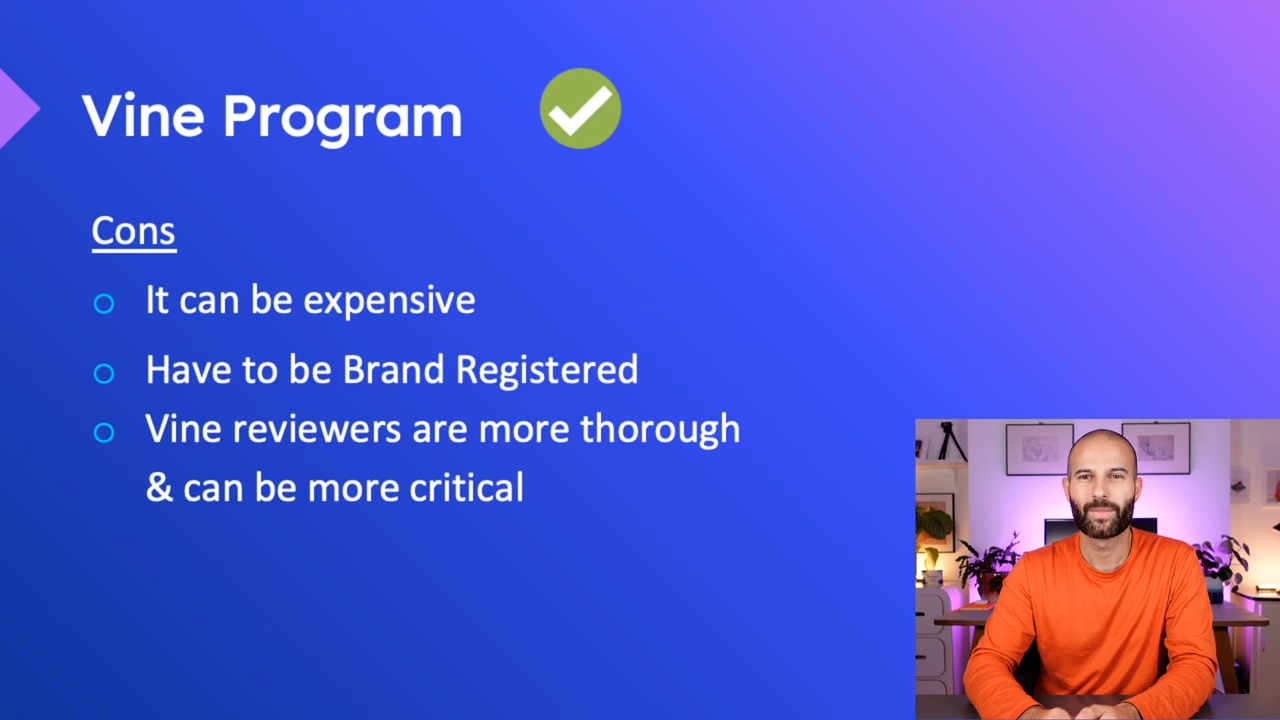 Vine Program
Cons
It can be expensive
Have to be Brand Registered
Vine reviewers are more thorough
& can be more critical